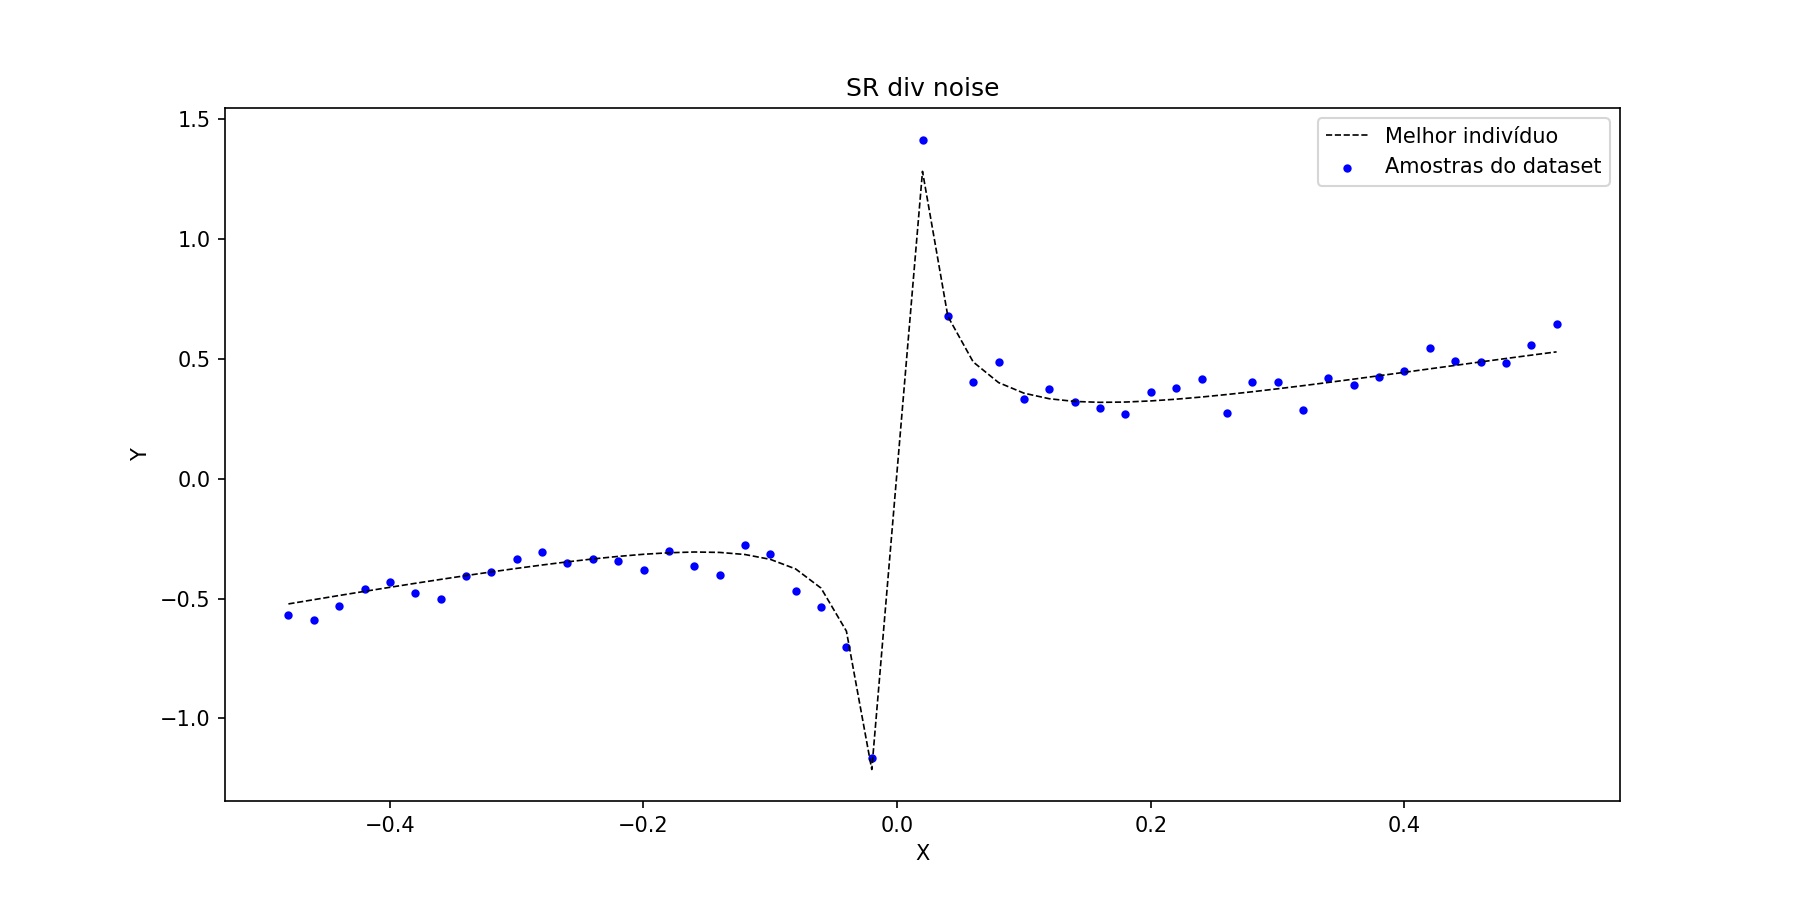 SR div noise
Melhor indivíduo
Amostras do dataset
1.5
1.0
0.5
0.0
−0.5
−1.0
Y
−0.4 −0.2 0.0 0.2 0.4
X